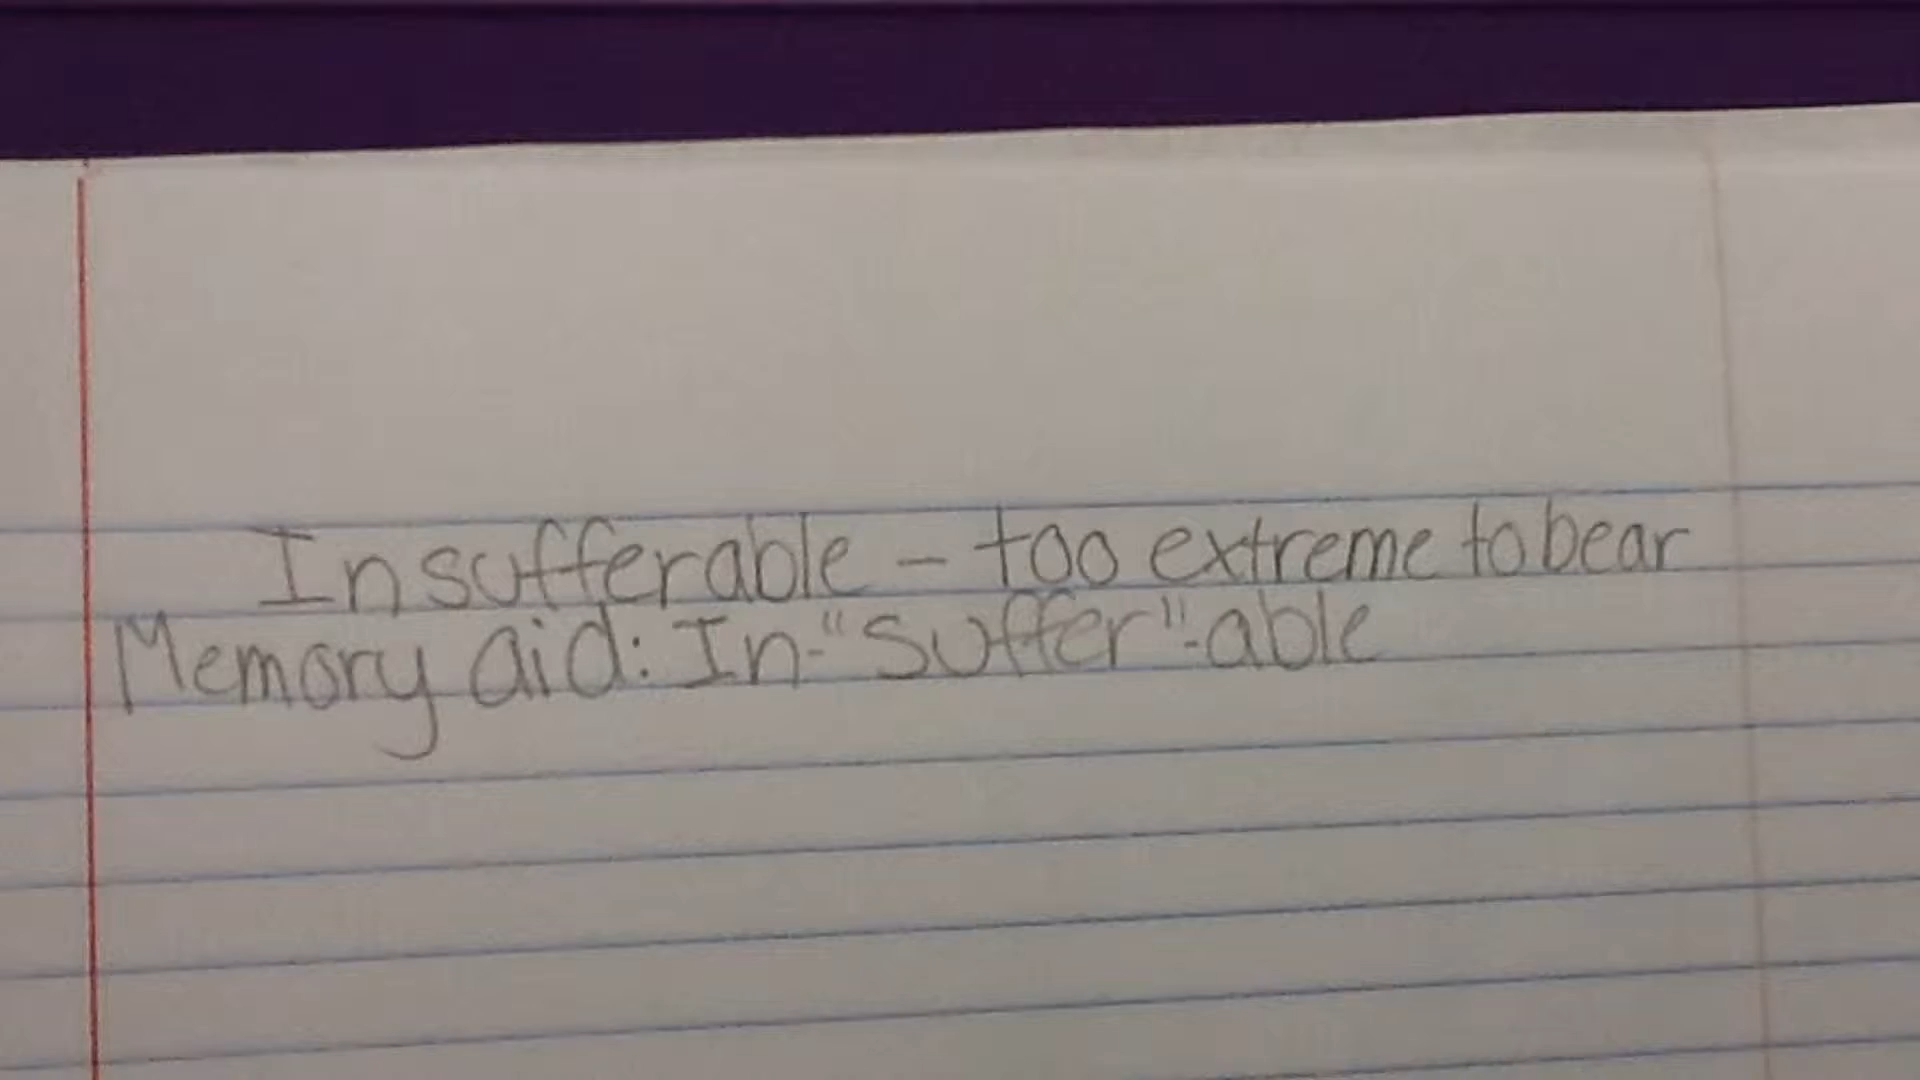 Insufferable - too extreme to bear
Memory aid: In-"suffer"-able